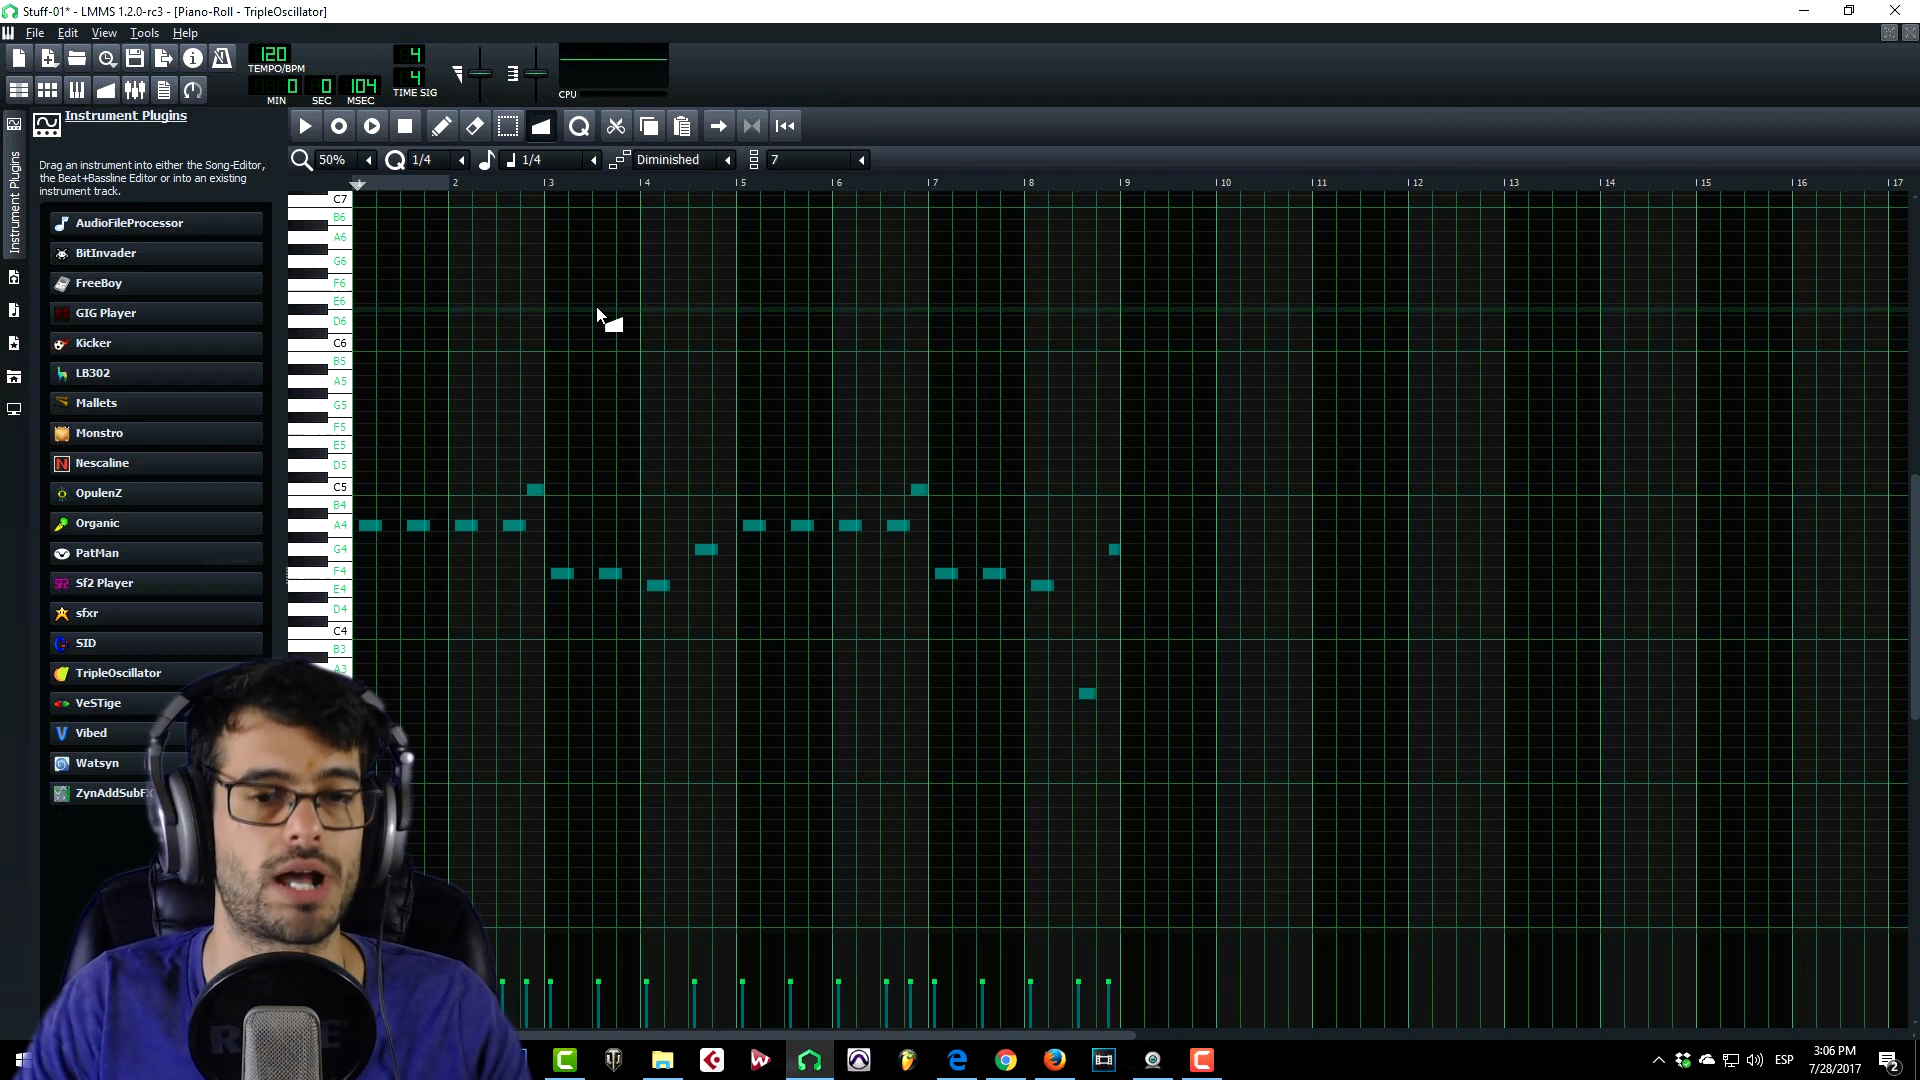 Stuff-01* - LMMS 1.2.0-rc3 - [Piano-Roll - TripleOscillator]
File Edit View Tools Help
120
TEMPO/BPM
0 0 104
MIN SEC MSEC
4
4
TIME SIG
CPU
Instrument Plugins
Instrument Plugins
Drag an instrument into either the Song-Editor,
the Beat+Bassline Editor or into an existing
instrument track.
AudioFileProcessor
BitInvader
FreeBoy
GIG Player
Kicker
LB302
Mallets
Monstro
Nescaline
OpulenZ
Organic
PatMan
Sf2 Player
sfxr
SID
TripleOscillator
VeSTige
Vibed
Watsyn
ZynAddSubFX
50% 1/4 1/4 Diminished 7
2 3 4 5 6 7 8 9 10 11 12 13 14 15 16 17
C7
B6
A6
G6
F6
E6
D6
C6
B5
A5
G5
F5
E5
D5
C5
B4
A4
G4
F4
E4
D4
C4
B3
A3
ESP
3:06 PM
7/28/2017
2